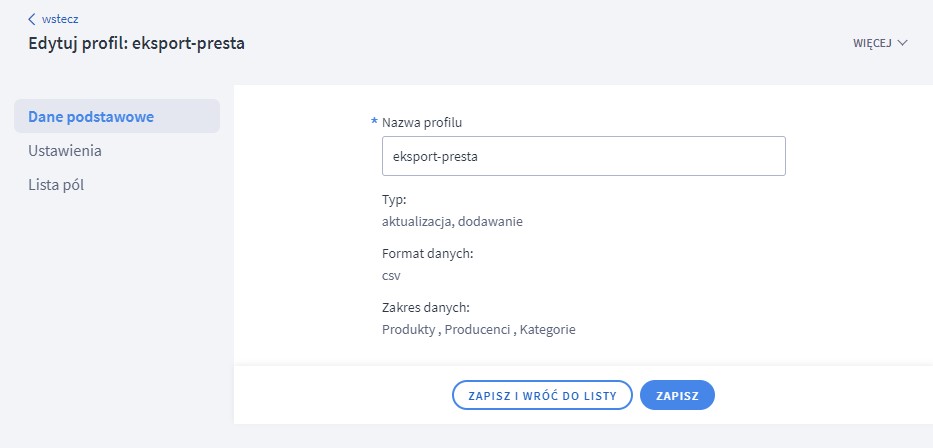 wstecz
Edytuj profil: eksport-presta
WIĘCEJ
Dane podstawowe
Ustawienia
Lista pól
* Nazwa profilu
eksport-presta
Typ:
aktualizacja, dodawanie
Format danych:
csv
Zakres danych:
Produkty , Producenci , Kategorie
ZAPISZ I WRÓĆ DO LISTY
ZAPISZ